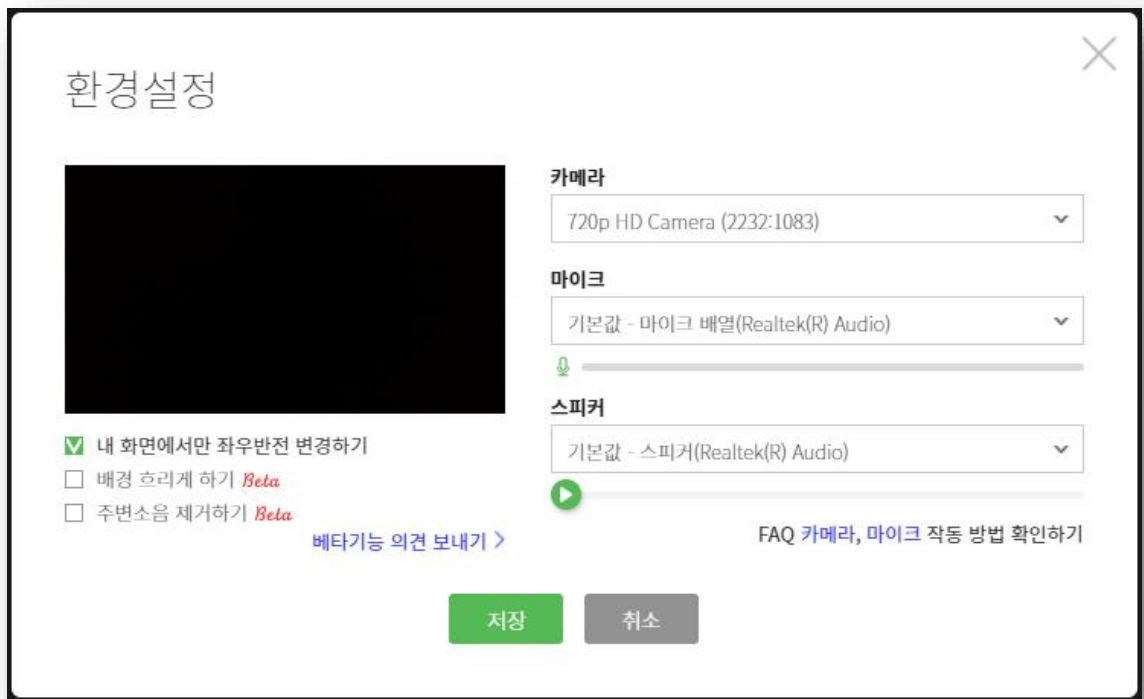 환경설정
내 화면에서만 좌우반전 변경하기
배경 흐리게 하기 Beta
주변소음 제거하기 Beta
베타기능 의견 보내기 >
카메라
720p HD Camera (2232:1083)
마이크
기본값 - 마이크 배열(Realtek(R) Audio)
스피커
기본값 - 스피커(Realtek(R) Audio)
FAQ 카메라, 마이크 작동 방법 확인하기
저장
취소